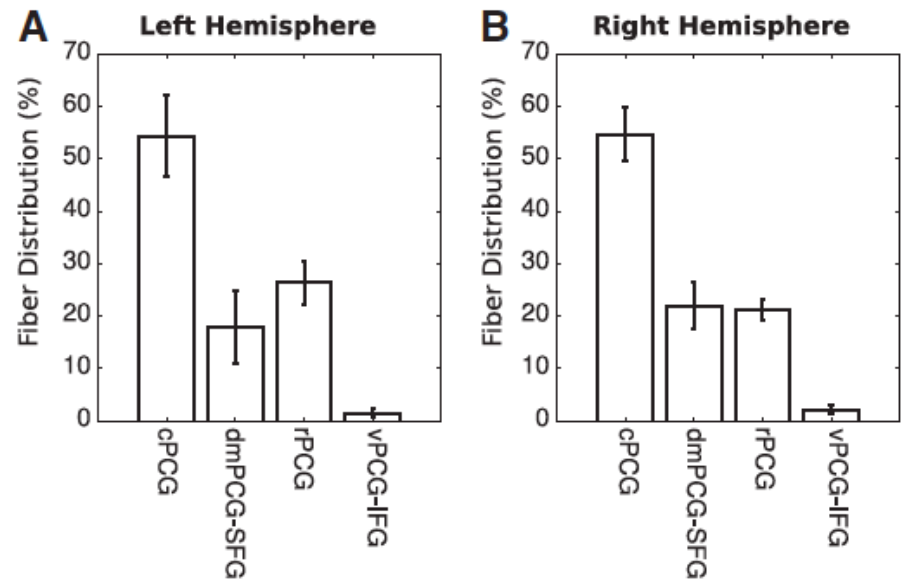 A
Left Hemisphere
Fiber Distribution (%)
70
60
50
40
30
20
10
0
cPCG
dmPCG-SFG
rPCG
vPCG-IFG
B
Right Hemisphere
Fiber Distribution (%)
70
60
50
40
30
20
10
0
cPCG
dmPCG-SFG
rPCG
vPCG-IFG